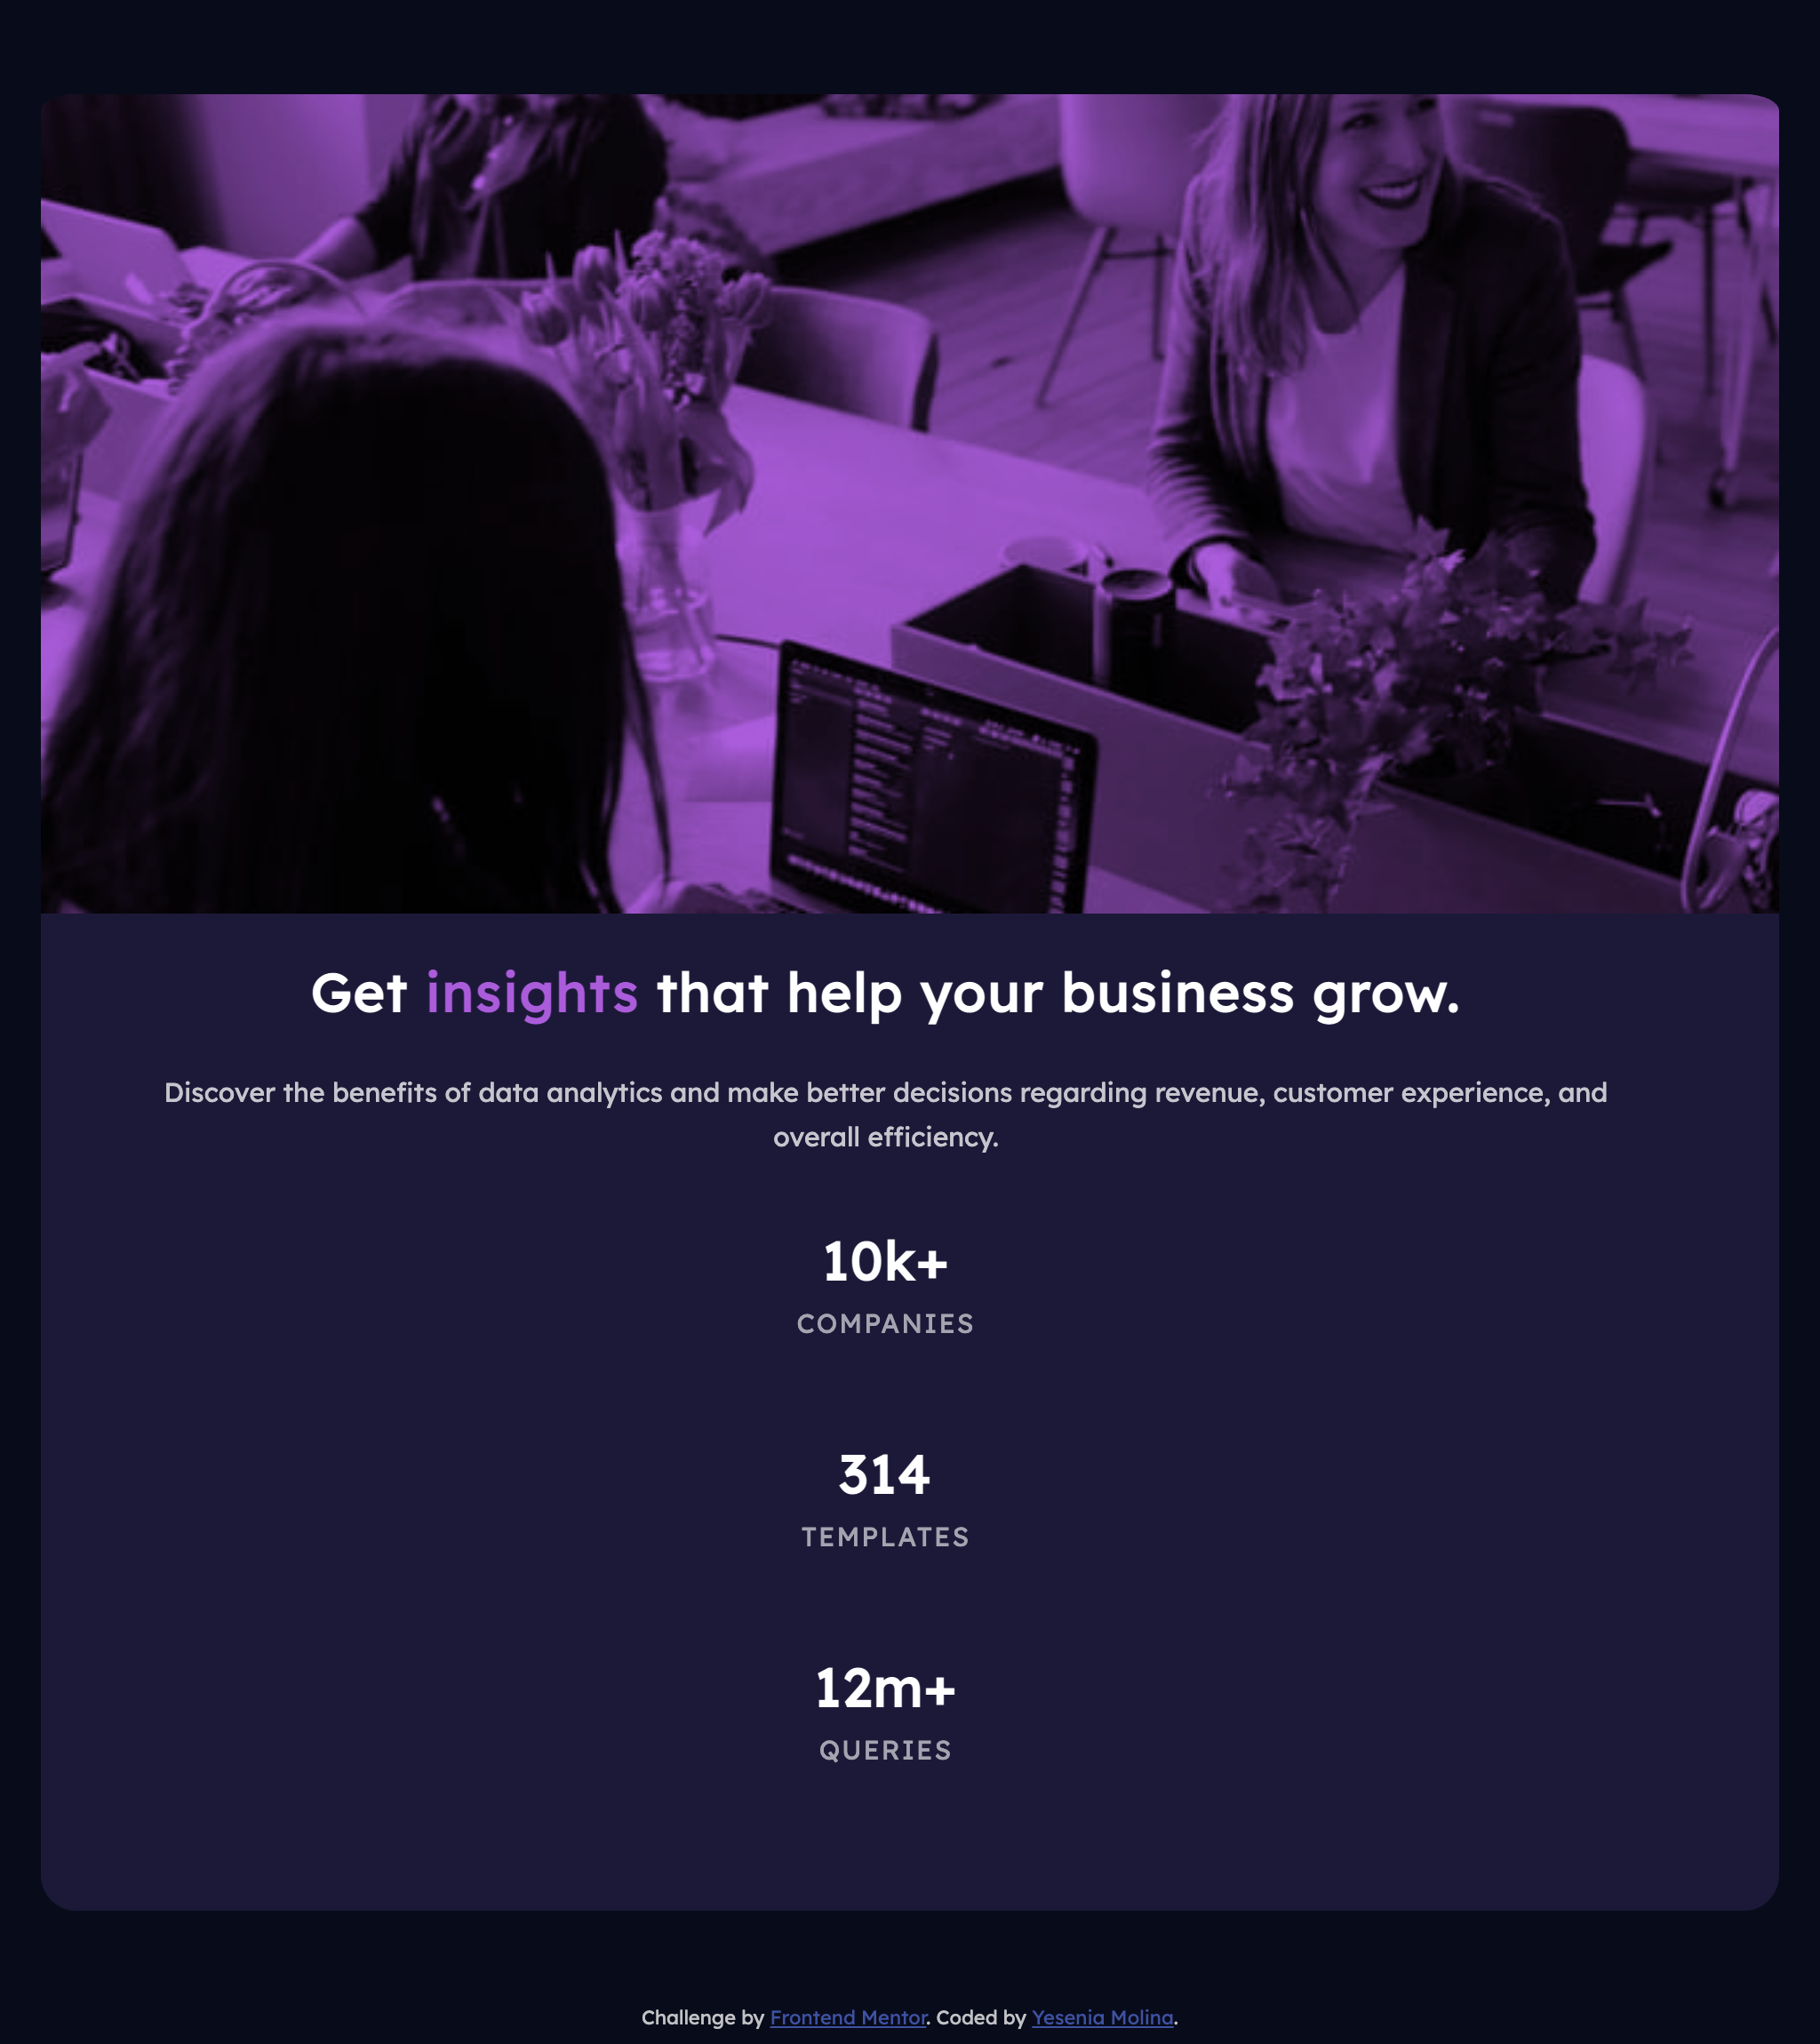 Get insights that help your business grow.
Discover the benefits of data analytics and make better decisions regarding revenue, customer experience, and
overall efficiency.
10k+
COMPANIES
314
TEMPLATES
12m+
QUERIES
Challenge by Frontend Mentor. Coded by Yesenia Molina.